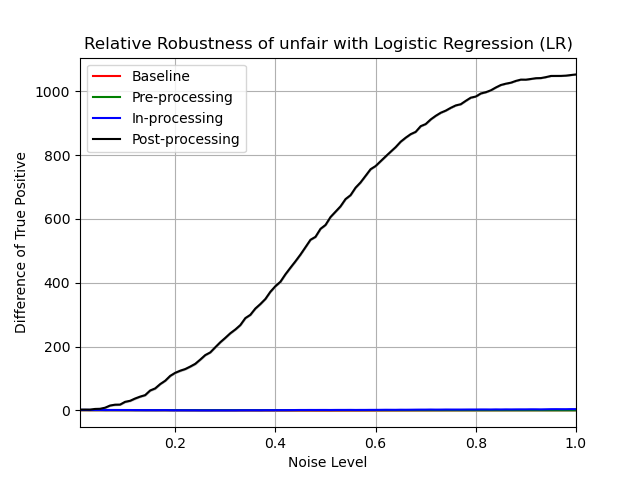 Relative Robustness of unfair with Logistic Regression (LR)
Baseline
Pre-processing
In-processing
Post-processing
Difference of True Positive
1000
800
600
400
200
0
0.2 0.4 0.6 0.8 1.0
Noise Level